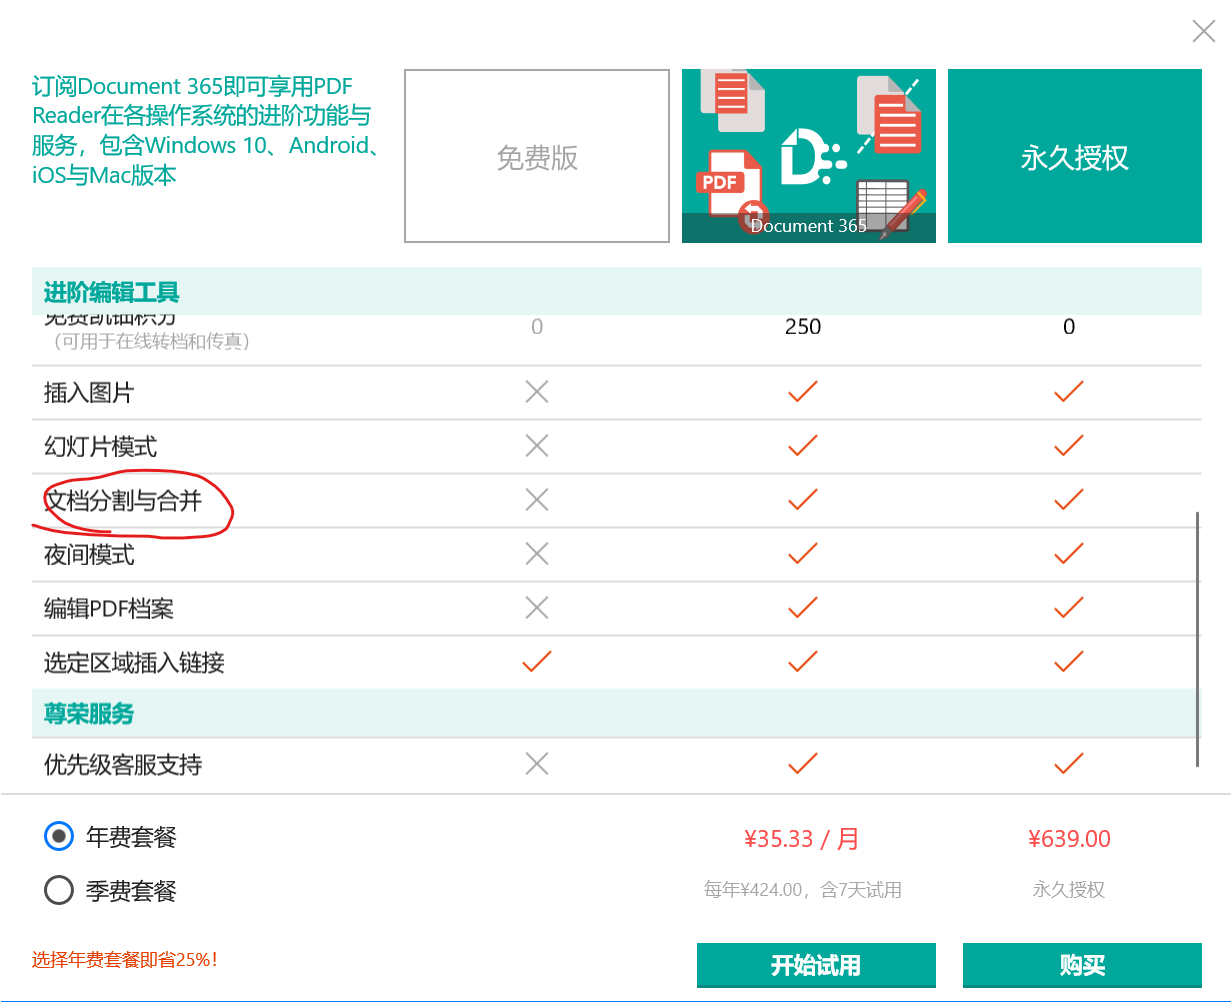 订阅Document 365即可享用PDF
Reader在各操作系统的进阶功能与
服务，包含Windows 10、Android、
iOS与Mac版本
免费版
PDF
Document 365
永久授权
进阶编辑工具
免费凯钿积分 0 250 0
（可用于在线转档和传真）
插入图片
幻灯片模式
文档分割与合并
夜间模式
编辑PDF档案
选定区域插入链接
尊荣服务
优先级客服支持
年费套餐 ¥35.33 / 月 ¥639.00
季费套餐 每年¥424.00，含7天试用 永久授权
选择年费套餐即省25%！ 开始试用 购买